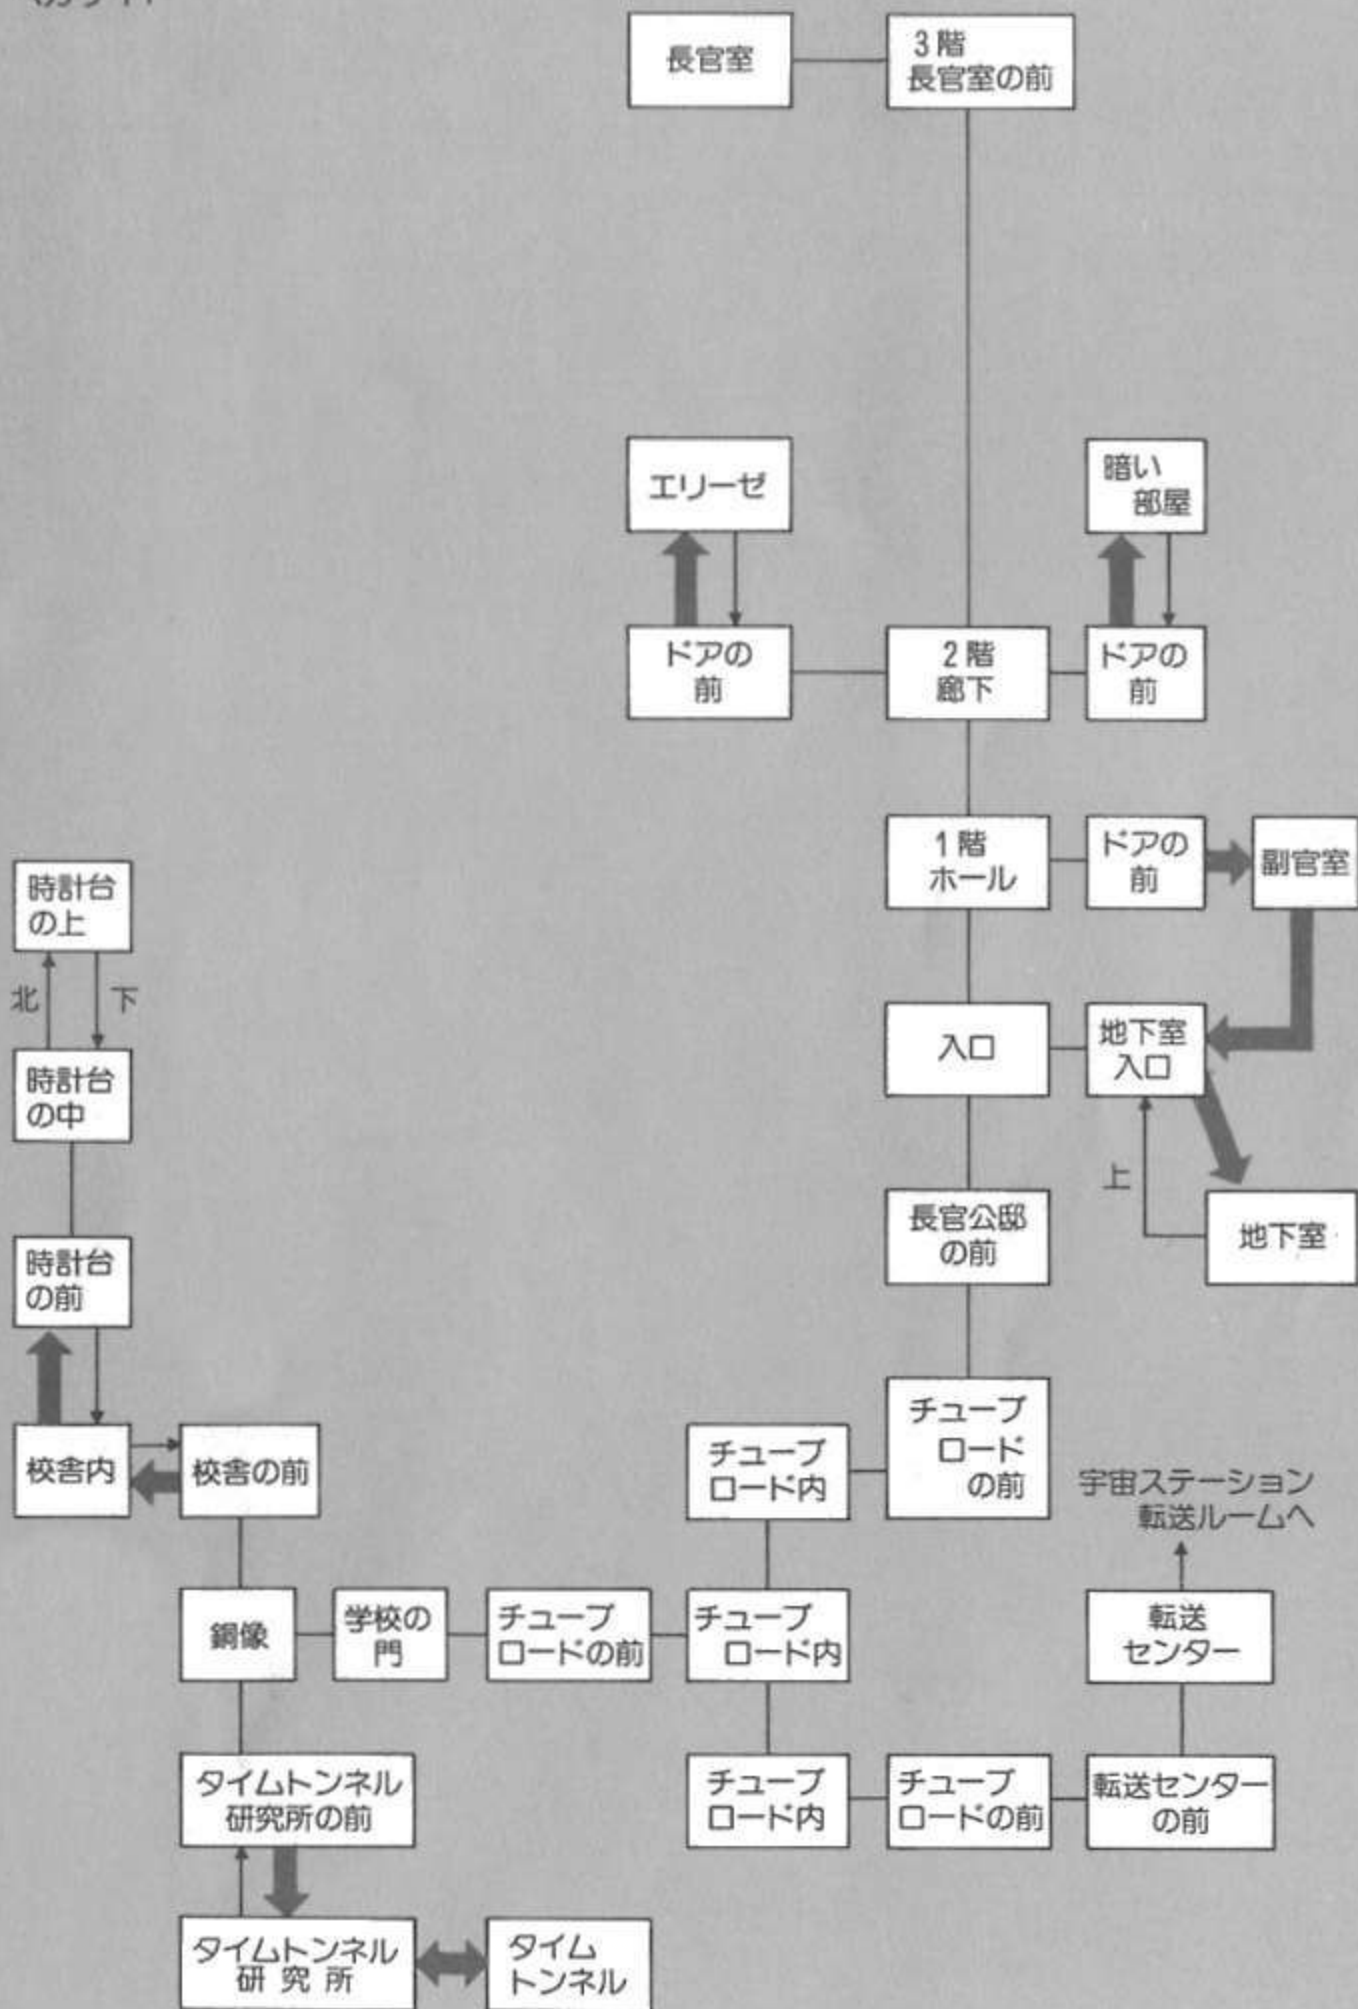 長官室
3階
長官室の前
エリーゼ
暗い
部屋
ドアの
前
2階
廊下
ドアの
前
1階
ホール
ドアの
前
副官室
時計台
の上
北
下
時計台
の中
入口
地下室
入口
上
地下室
長官公邸
の前
時計台
の前
チューブ
ロード
の前
チューブ
ロード内
校舎内
校舎の前
宇宙ステーション
転送ルームへ
銅像
学校の
門
チューブ
ロードの前
チューブ
ロード内
転送
センター
タイムトンネル
研究所の前
チューブ
ロード内
チューブ
ロードの前
転送センター
の前
タイムトンネル
研究所
タイム
トンネル